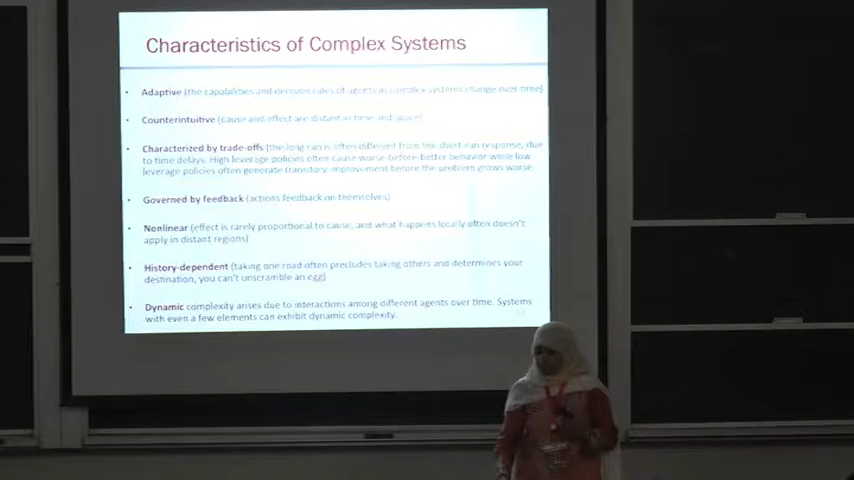 Characteristics of Complex Systems
• Adaptive (the capabilities and decision rules of agents in complex systems change over time)
• Counterintuitive (cause and effect are distant in time and space)
• Characterized by trade-offs (the long run is often different from the short-run response, due
to time delays. High leverage policies often cause worse-before-better behavior while low
leverage policies often generate transitory improvement before the problem grows worse.
• Governed by feedback (actions feedback on themselves)
• Nonlinear (effect is rarely proportional to cause, and what happens locally often doesn't
apply in distant regions)
• History-dependent (taking one road often precludes taking others and determines your
destination, you can't unscramble an egg)
• Dynamic complexity arises due to interactions among different agents over time. Systems
with even a few elements can exhibit dynamic complexity.